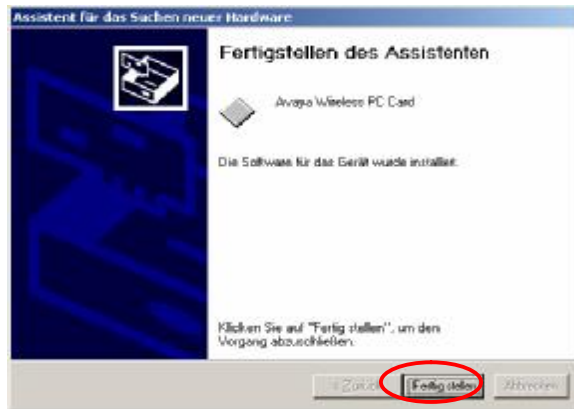 Assistent für das Suchen neuer Hardware
Fertigstellen des Assistenten
Avaya Wireless PC Card
Die Software für das Gerät wurde installiert.
Klicken Sie auf "Fertig stellen", um den
Vorgang abzuschließen.
< Zurück Fertig stellen Abbrechen